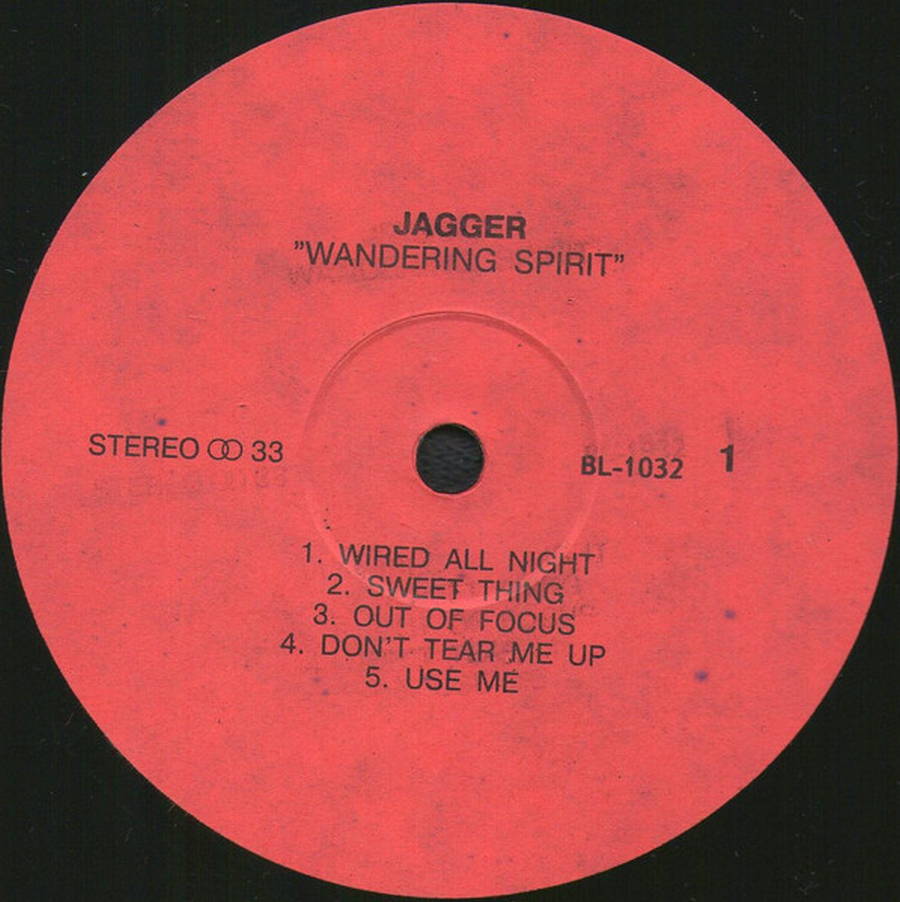 JAGGER
"WANDERING SPIRIT"
STEREO 33
BL-1032 1
1. WIRED ALL NIGHT
2. SWEET THING
3. OUT OF FOCUS
4. DON'T TEAR ME UP
5. USE ME